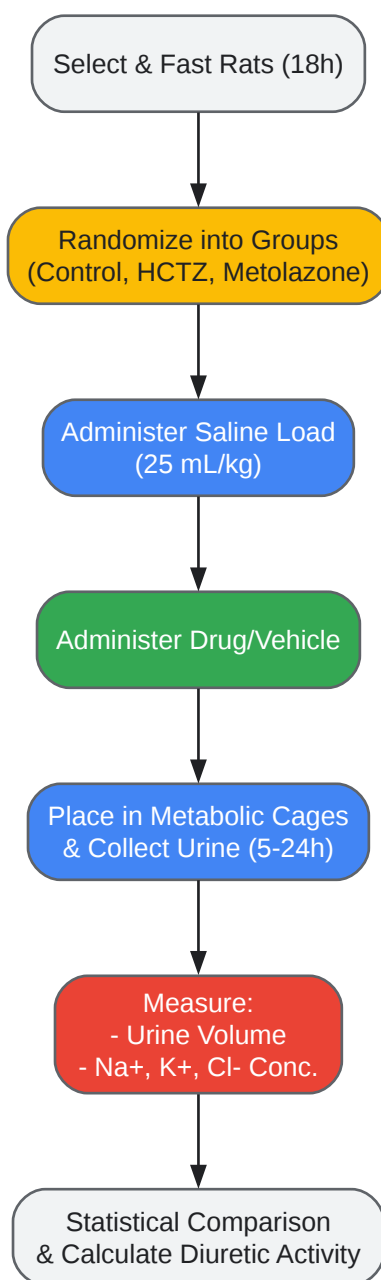 Select & Fast Rats (18h)
Randomize into Groups
(Control, HCTZ, Metolazone)
Administer Saline Load
(25 mL/kg)
Administer Drug/Vehicle
Place in Metabolic Cages
& Collect Urine (5-24h)
Measure:
- Urine Volume
- Na+, K+, Cl- Conc.
Statistical Comparison
& Calculate Diuretic Activity